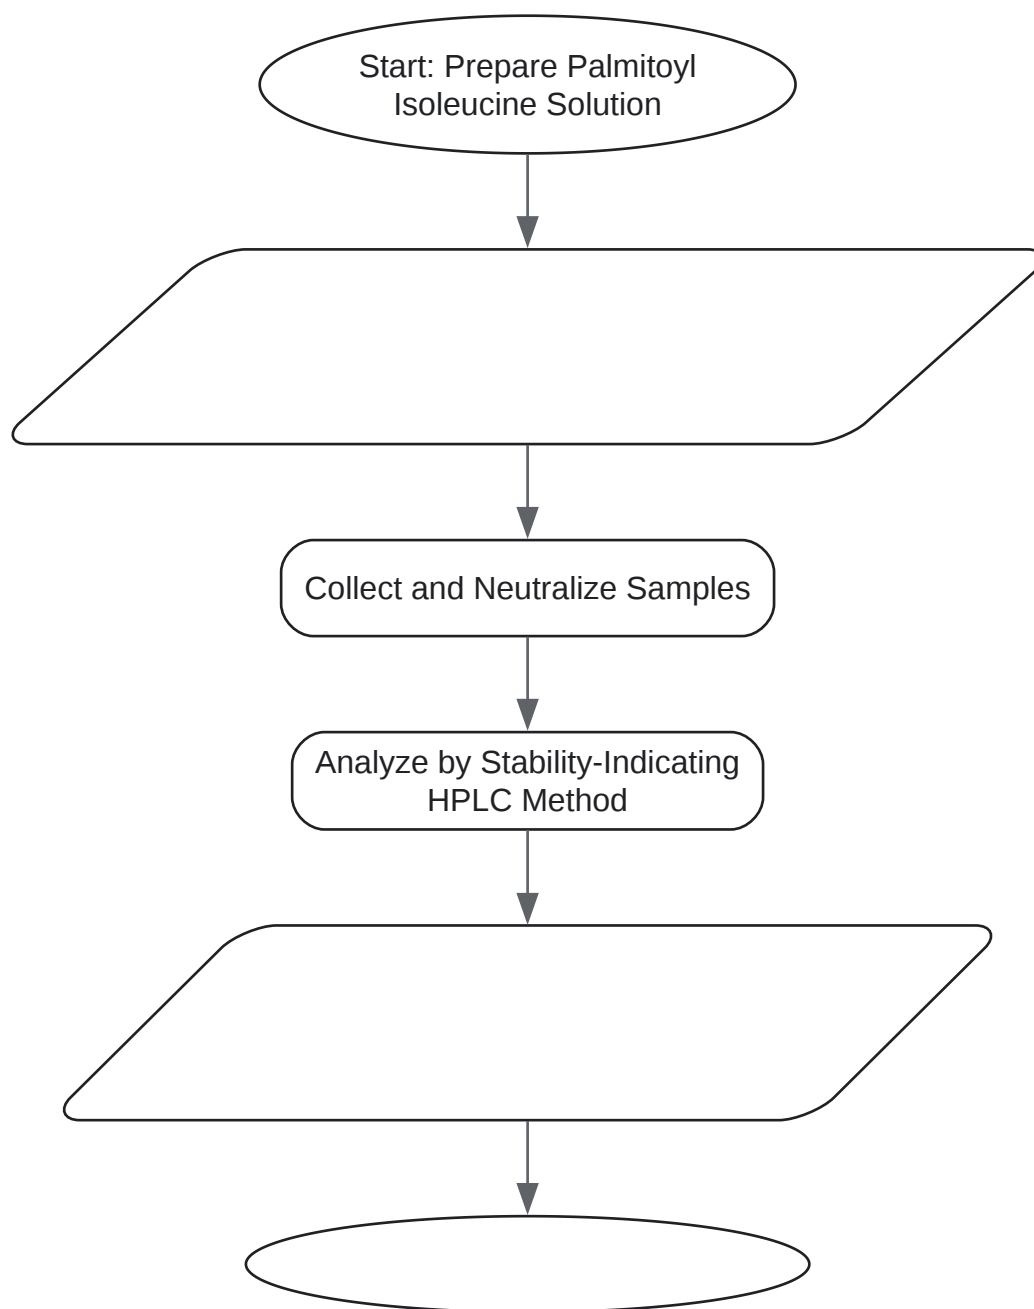 Start: Prepare Palmitoyl
Isoleucine Solution
Collect and Neutralize Samples
Analyze by Stability-Indicating
HPLC Method